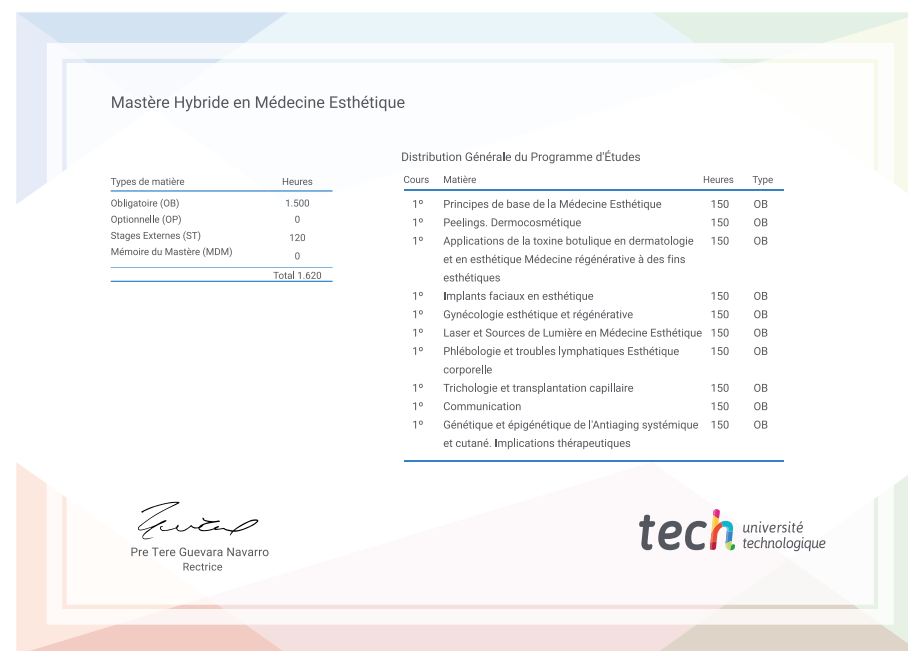 Mastère Hybride en Médecine Esthétique
Types de matière Heures
Obligatoire (OB) 1.500
Optionnelle (OP) 0
Stages Externes (ST) 120
Mémoire du Mastère (MDM) 0
Total 1.620
Distribution Générale du Programme d'Études
Cours Matière Heures Type
1º Principes de base de la Médecine Esthétique 150 OB
1º Peelings. Dermocosmétique 150 OB
1º Applications de la toxine botulique en dermatologie 150 OB
et en esthétique Médecine régénérative à des fins
esthétiques
1º Implants faciaux en esthétique 150 OB
1º Gynécologie esthétique et régénérative 150 OB
1º Laser et Sources de Lumière en Médecine Esthétique 150 OB
1º Phlébologie et troubles lymphatiques Esthétique 150 OB
corporelle
1º Trichologie et transplantation capillaire 150 OB
1º Communication 150 OB
1º Génétique et épigénétique de l'Antiaging systémique 150 OB
et cutané. Implications thérapeutiques
Pre Tere Guevara Navarro
Rectrice
tech université
technologique